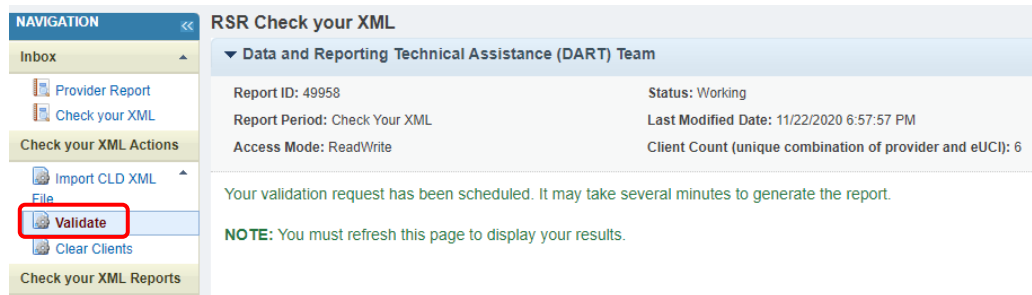 NAVIGATION
Inbox
Provider Report
Check your XML
Check your XML Actions
Import CLD XML
File
Validate
Clear Clients
Check your XML Reports
RSR Check your XML
Data and Reporting Technical Assistance (DART) Team
Report ID: 49958
Status: Working
Report Period: Check Your XML
Last Modified Date: 11/22/2020 6:57:57 PM
Access Mode: ReadWrite
Client Count (unique combination of provider and eUCI): 6
Your validation request has been scheduled. It may take several minutes to generate the report.
NOTE: You must refresh this page to display your results.